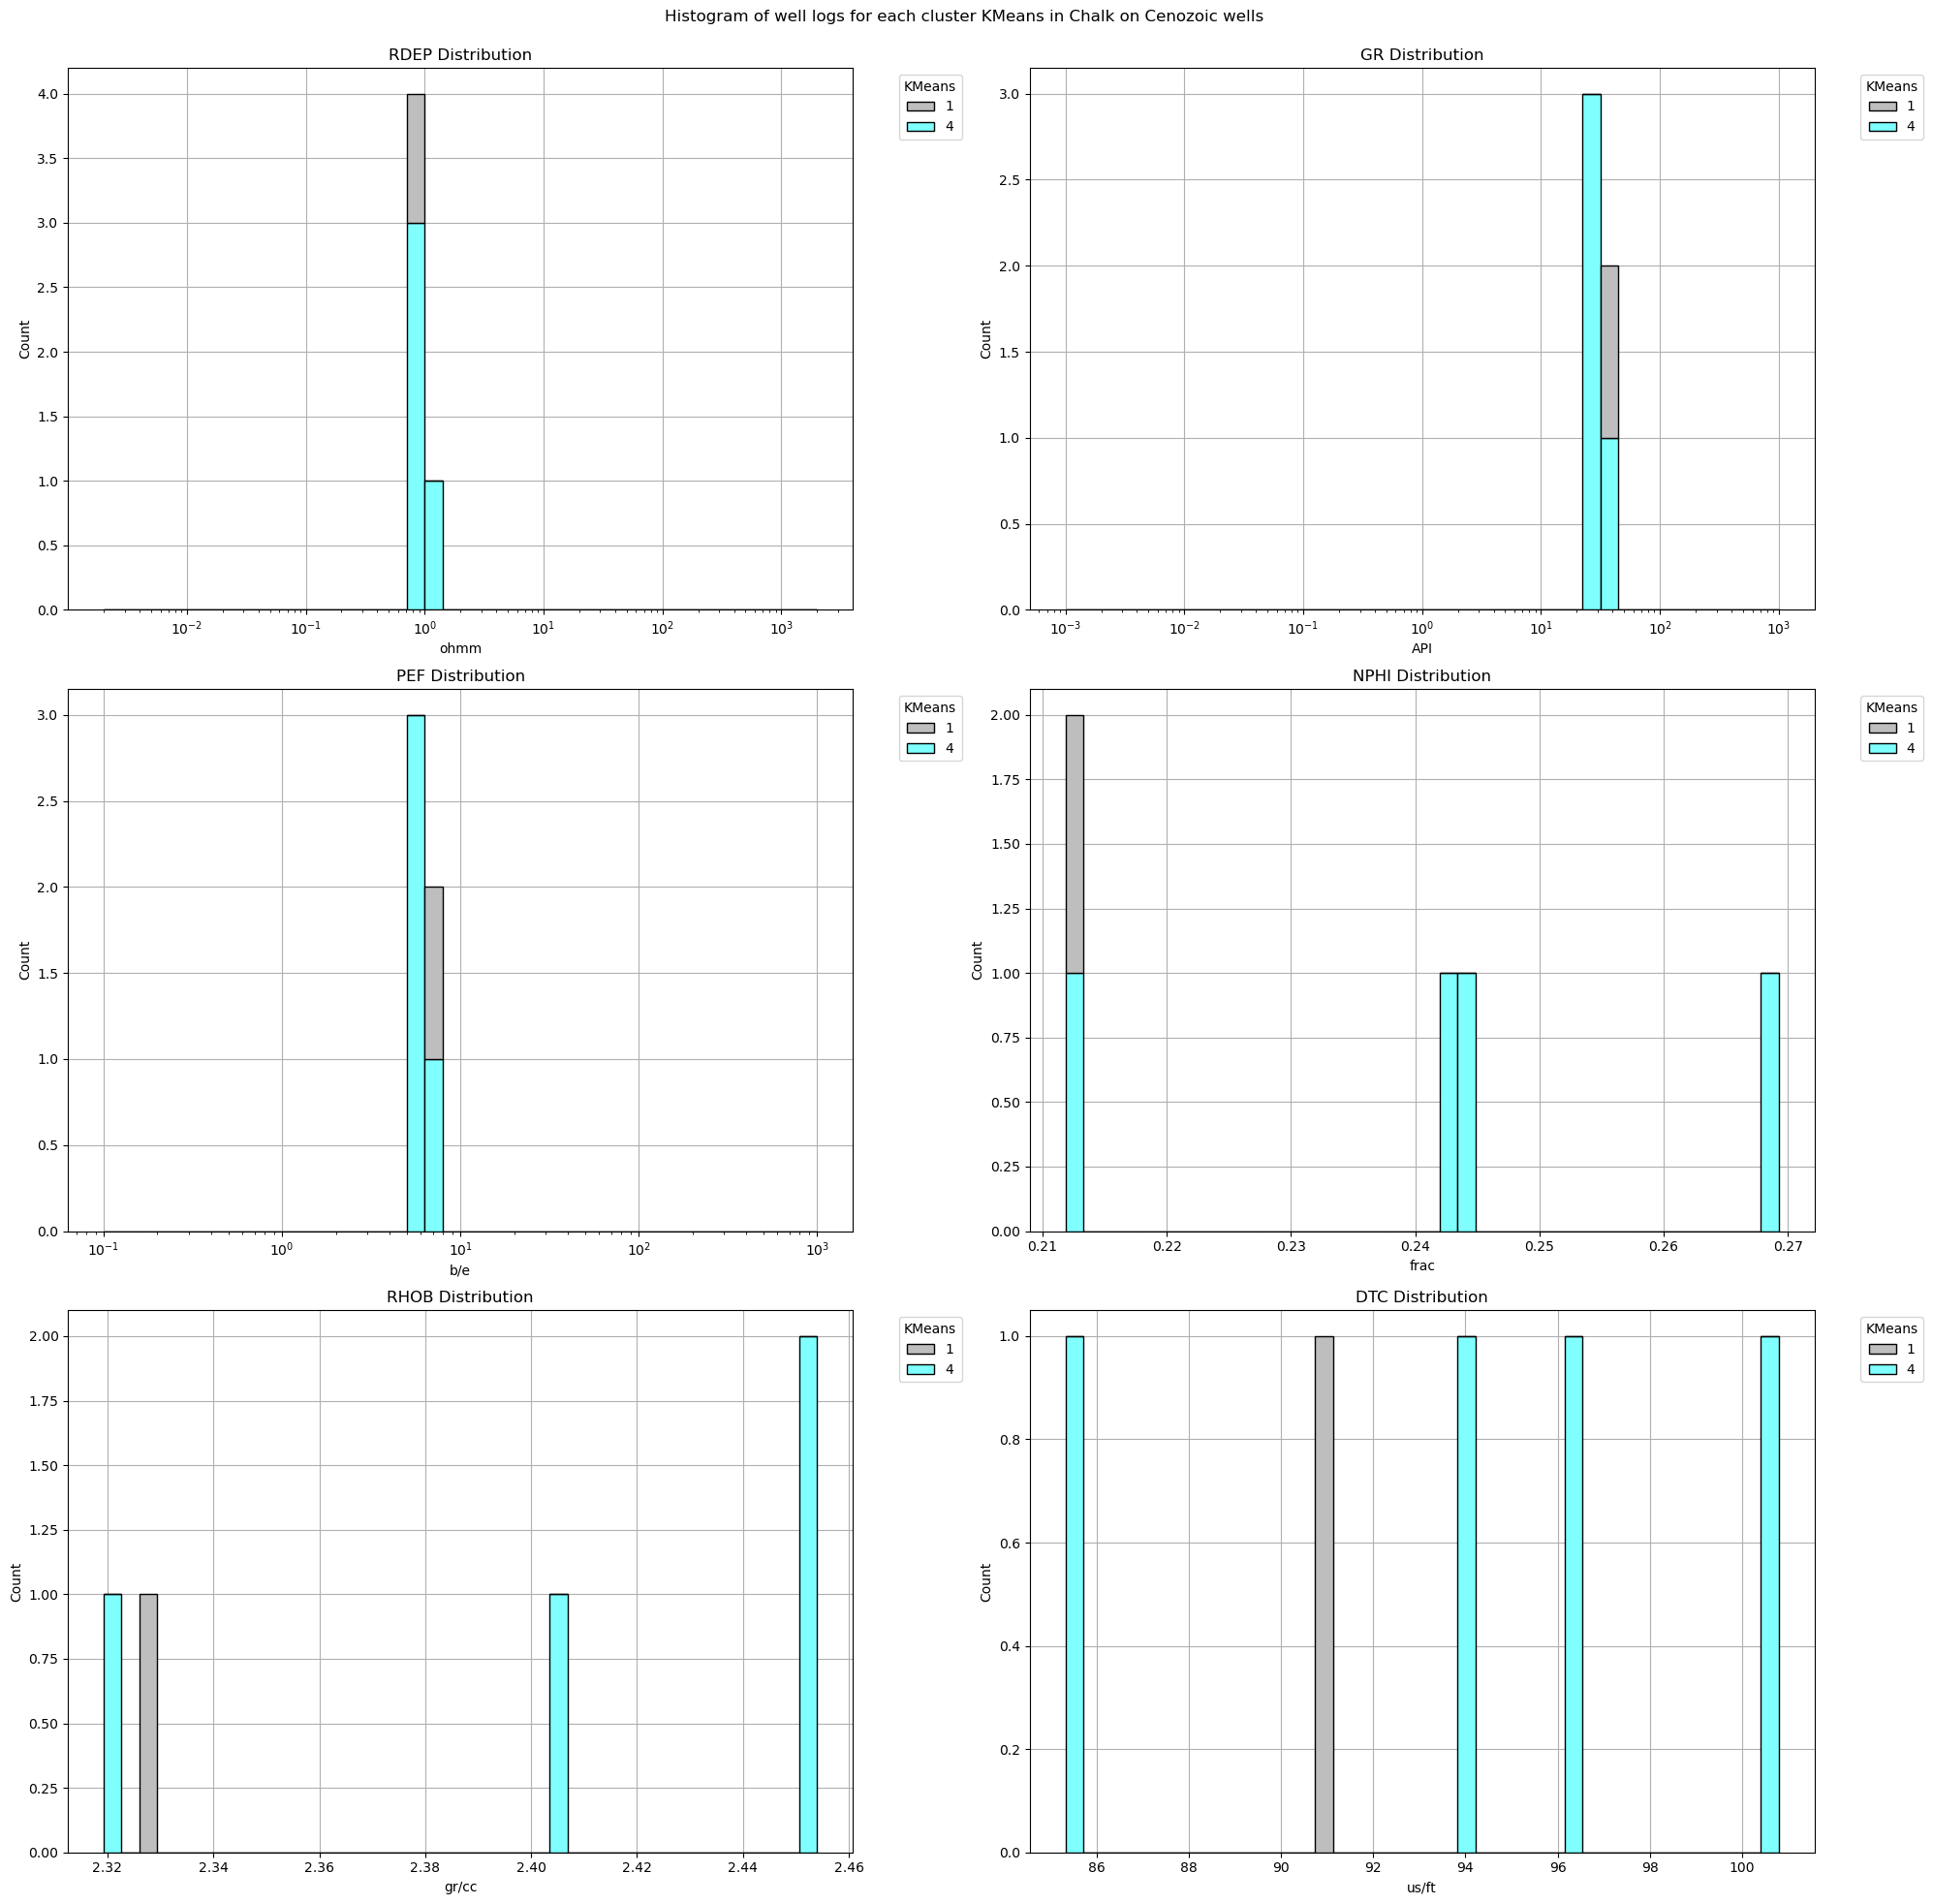 Histogram of well logs for each cluster KMeans in Chalk on Cenozoic wells
RDEP Distribution
KMeans
1
4
Count
4.0
3.5
3.0
2.5
2.0
1.5
1.0
0.5
0.0
10⁻² 10⁻¹ 10⁰ 10¹ 10² 10³
ohmm
GR Distribution
KMeans
1
4
Count
3.0
2.5
2.0
1.5
1.0
0.5
0.0
10⁻³ 10⁻² 10⁻¹ 10⁰ 10¹ 10² 10³
API
PEF Distribution
KMeans
1
4
Count
3.0
2.5
2.0
1.5
1.0
0.5
0.0
10⁻¹ 10⁰ 10¹ 10² 10³
b/e
NPHI Distribution
KMeans
1
4
Count
2.00
1.75
1.50
1.25
1.00
0.75
0.50
0.25
0.00
0.21 0.22 0.23 0.24 0.25 0.26 0.27
frac
RHOB Distribution
KMeans
1
4
Count
2.00
1.75
1.50
1.25
1.00
0.75
0.50
0.25
0.00
2.32 2.34 2.36 2.38 2.40 2.42 2.44 2.46
gr/cc
DTC Distribution
KMeans
1
4
Count
1.0
0.8
0.6
0.4
0.2
0.0
86 88 90 92 94 96 98 100
us/ft